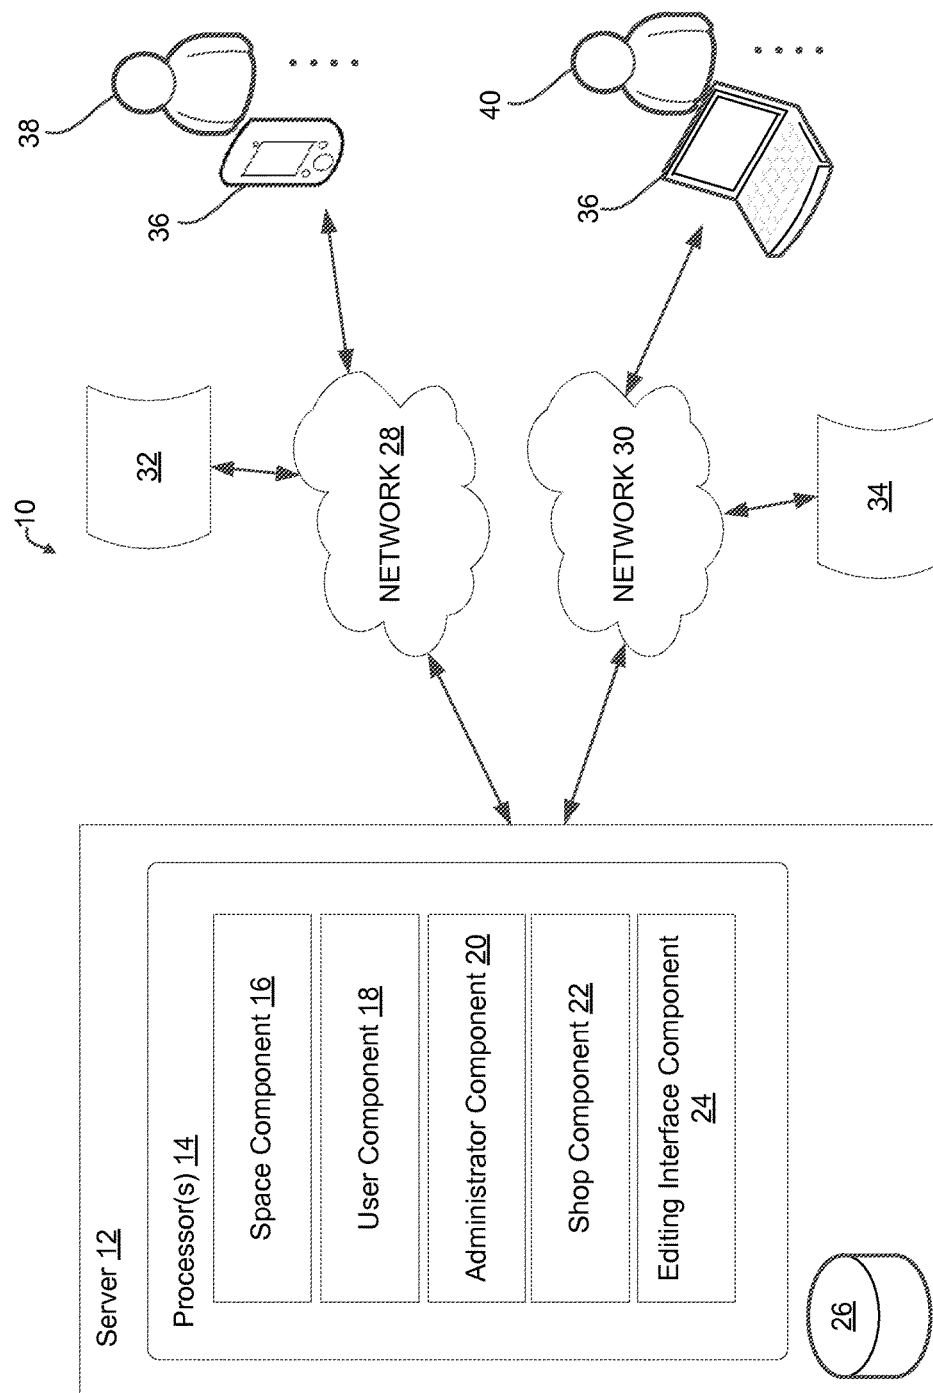 10
Server 12
Processor(s) 14
Space Component 16
User Component 18
Administrator Component 20
Shop Component 22
Editing Interface Component
24
26
32
NETWORK 28
NETWORK 30
34
38
36
40
36